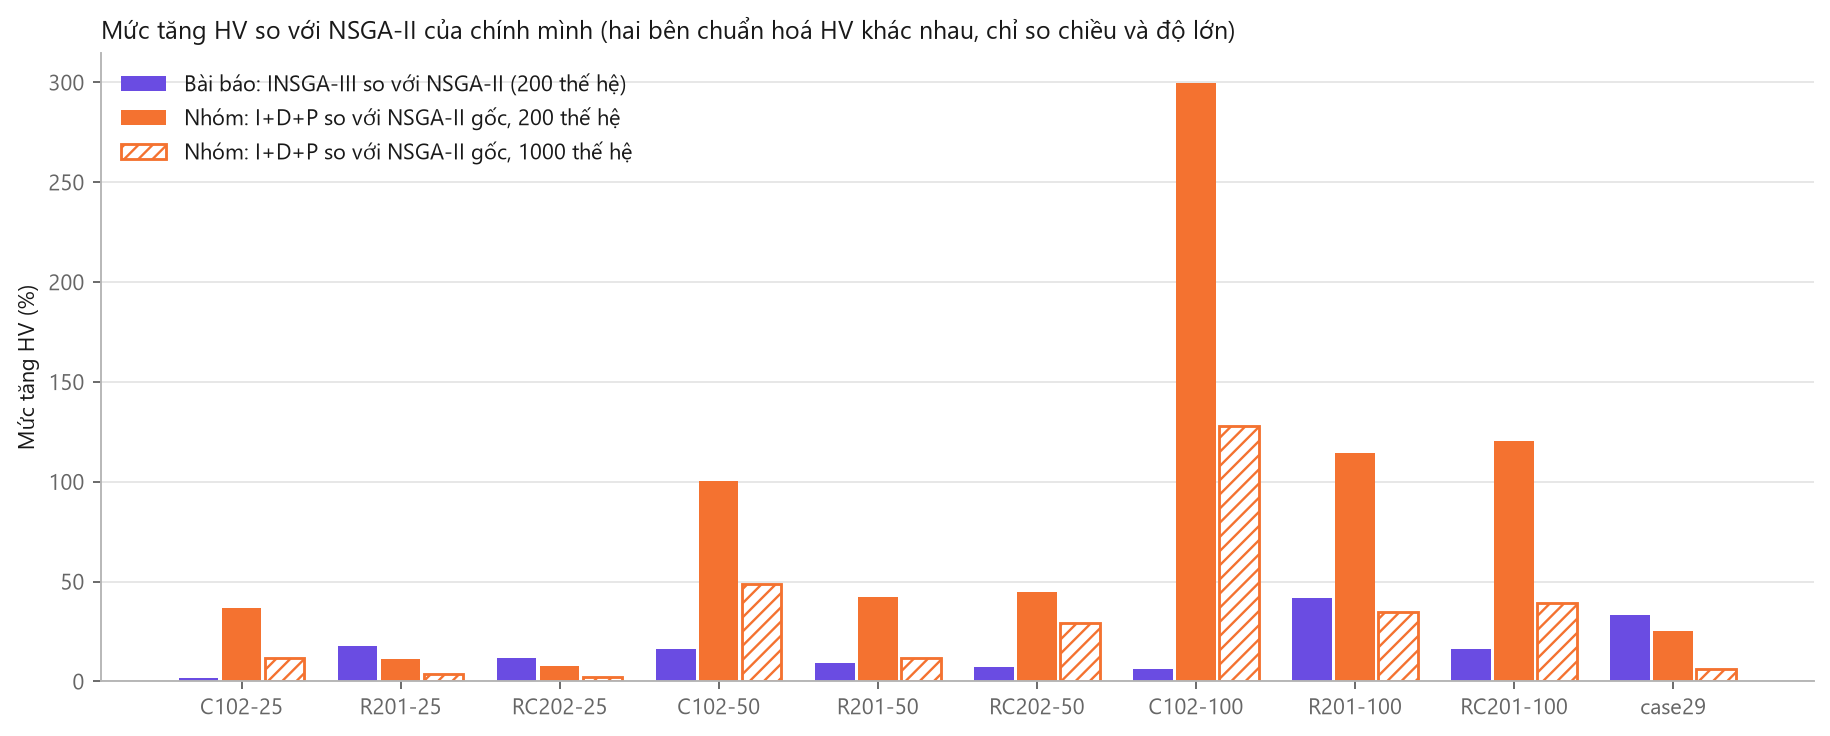 Mức tăng HV so với NSGA-II của chính mình (hai bên chuẩn hoá HV khác nhau, chỉ so chiều và độ lớn)
Bài báo: INSGA-III so với NSGA-II (200 thế hệ)
Nhóm: I+D+P so với NSGA-II gốc, 200 thế hệ
Nhóm: I+D+P so với NSGA-II gốc, 1000 thế hệ
Mức tăng HV (%)
300
250
200
150
100
50
0
C102-25 R201-25 RC202-25 C102-50 R201-50 RC202-50 C102-100 R201-100 RC201-100 case29